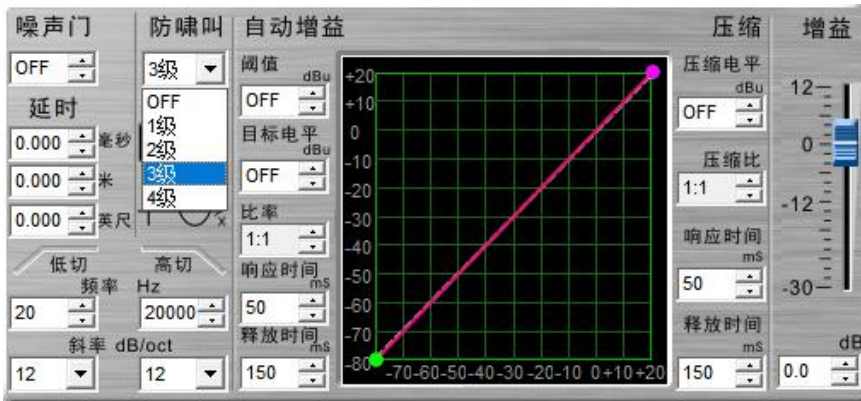 噪声门
OFF
延时
0.000 毫秒
0.000 米
0.000 英尺
防啸叫
3级
OFF
1级
2级
3级
4级
x
低切
高切
频率 Hz
20
20000
斜率 dB/oct
12
12
自动增益
阈值
dBu
OFF
目标电平
dBu
OFF
比率
1:1
响应时间
mS
50
释放时间
mS
150
+20
+10
0
-10
-20
-30
-40
-50
-60
-70
-80
-70-60-50-40-30-20-10 0+10+20
压缩
压缩电平
dBu
OFF
压缩比
1:1
响应时间
mS
50
释放时间
mS
150
增益
12
0
-12
-30
dB
0.0